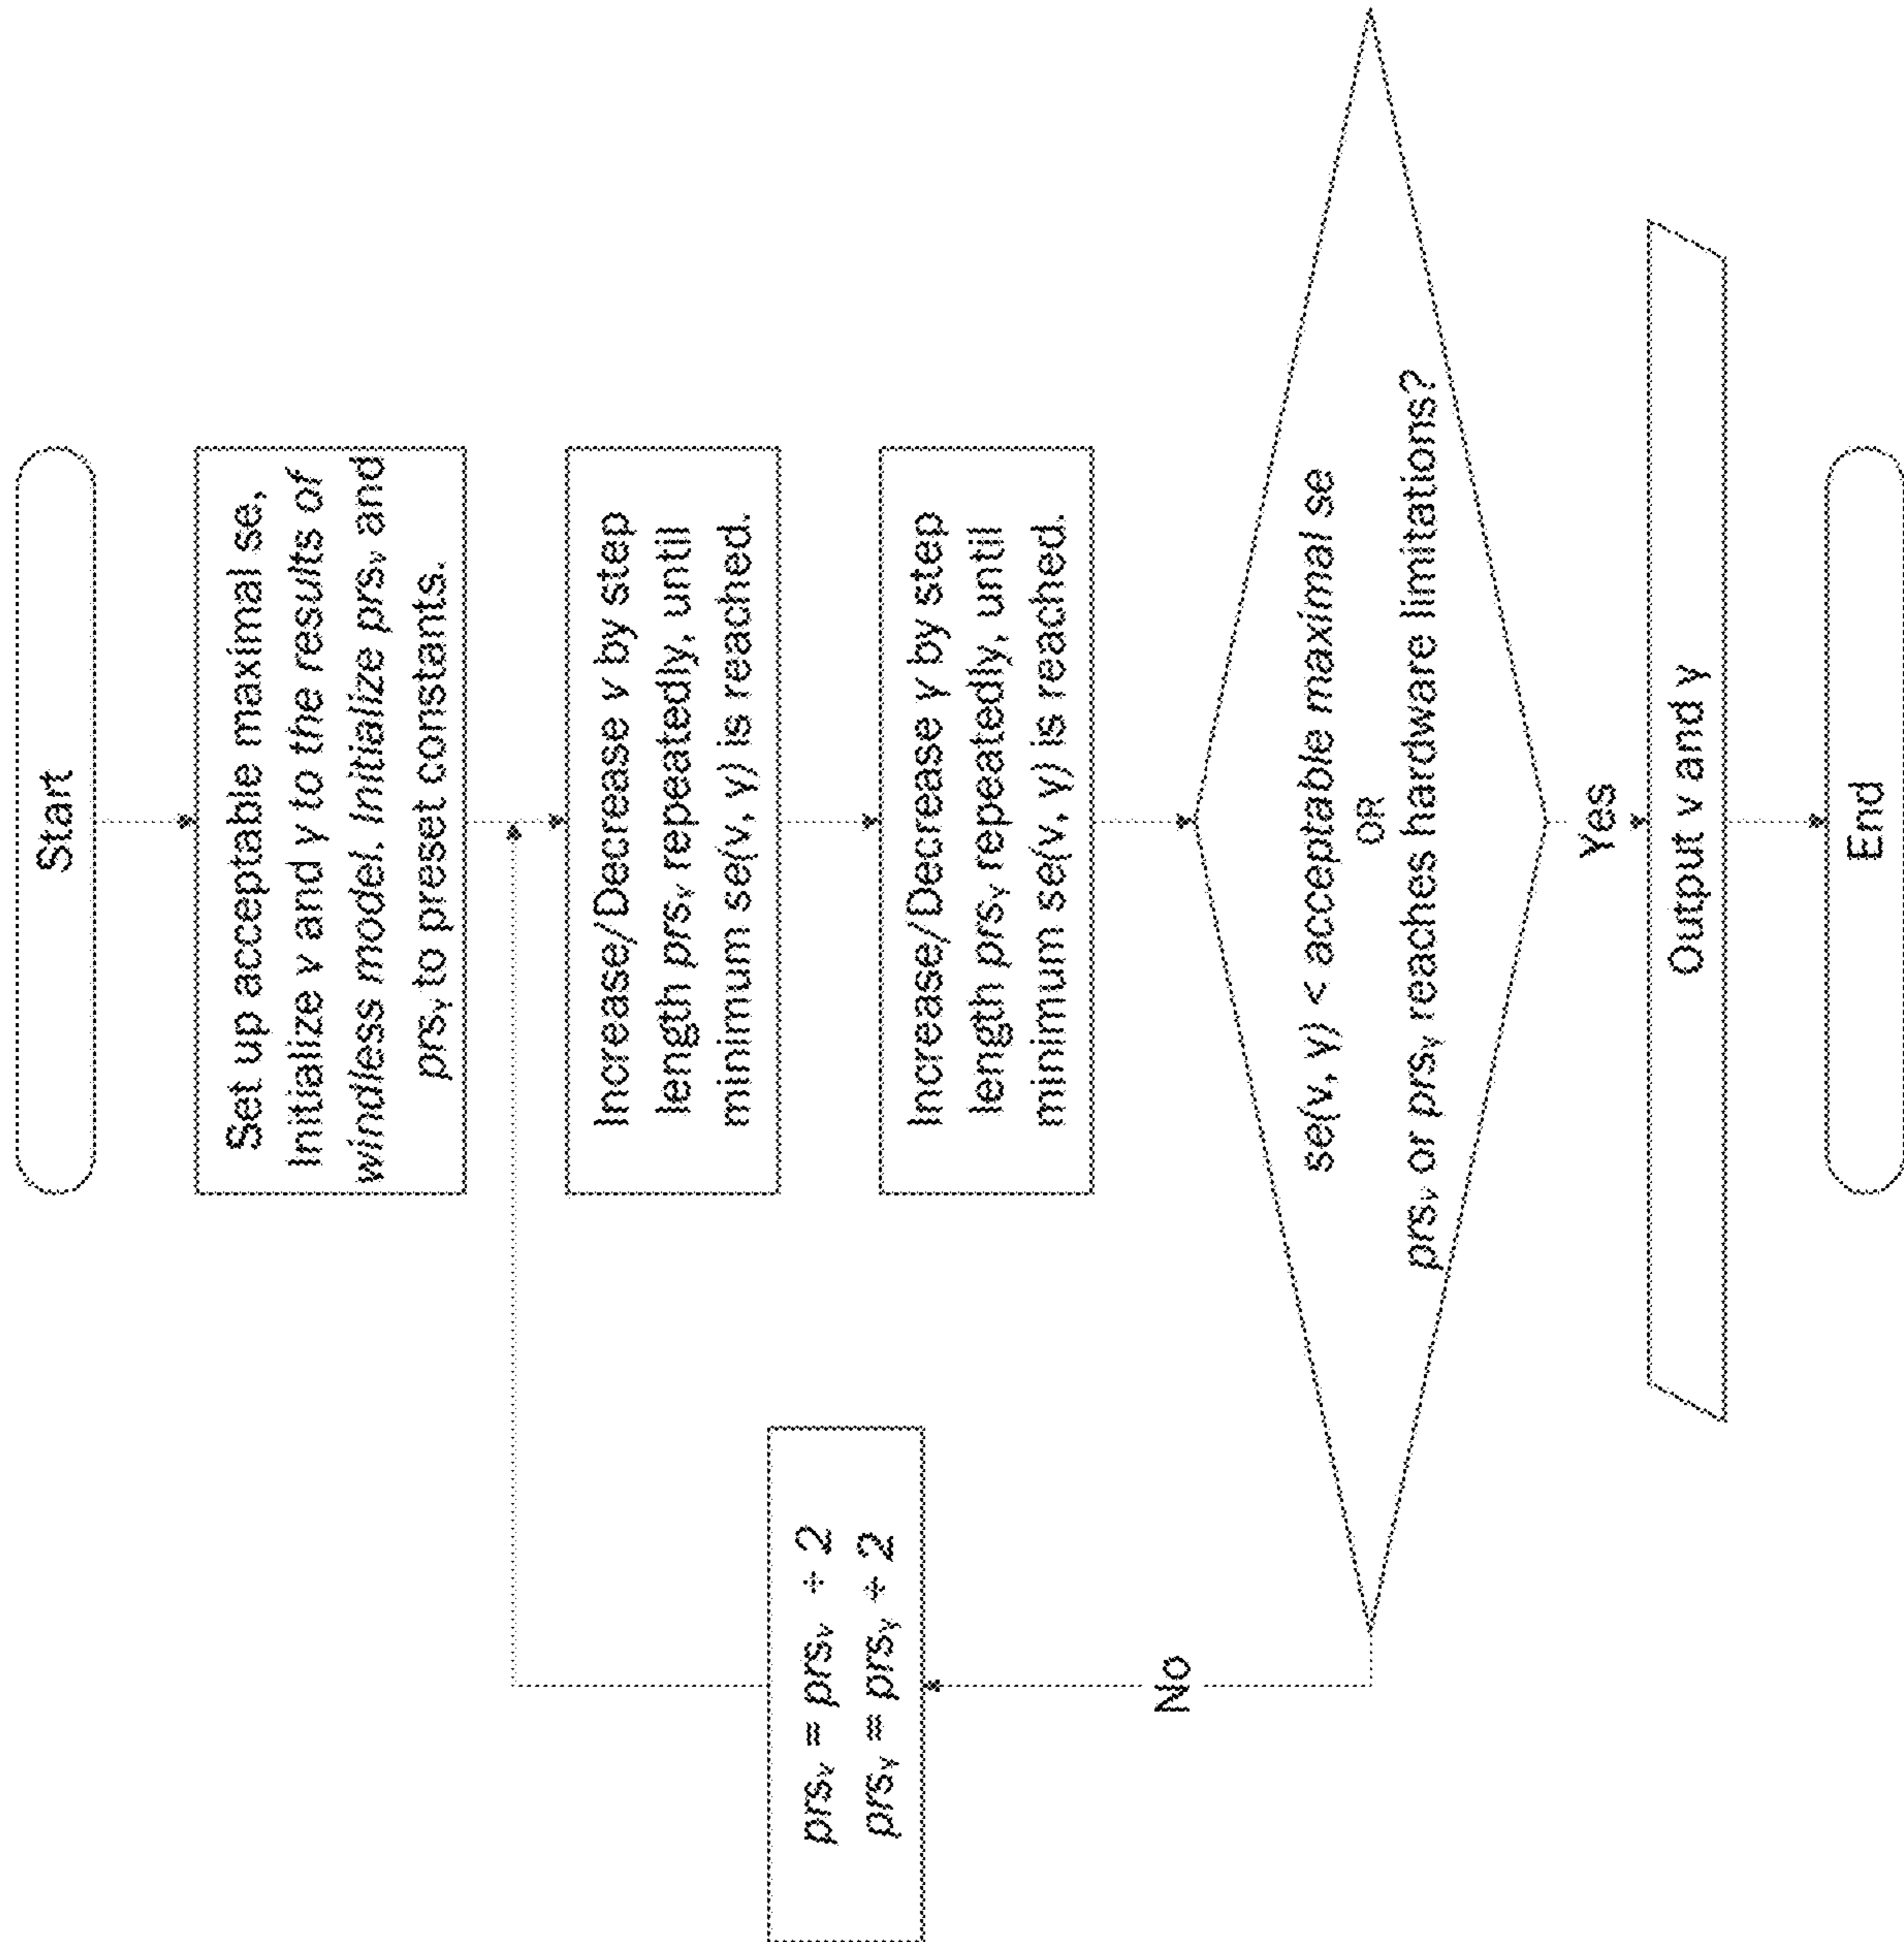 Start
Set up acceptable maximal se,
Initialize v and γ to the results of
windless model. Initialize prsᵥ and
prsᵧ to preset constants.
Increase/Decrease v by step
length prsᵥ repeatedly, until
minimum se(v, γ) is reached.
Increase/Decrease γ by step
length prsᵧ repeatedly, until
minimum se(v, γ) is reached.
se(v, γ) < acceptable maximal se
OR
prsᵥ or prsᵧ reaches hardware limitations?
No
prsᵥ = prsᵥ ÷ 2
prsᵧ = prsᵧ ÷ 2
Yes
Output v and γ
End